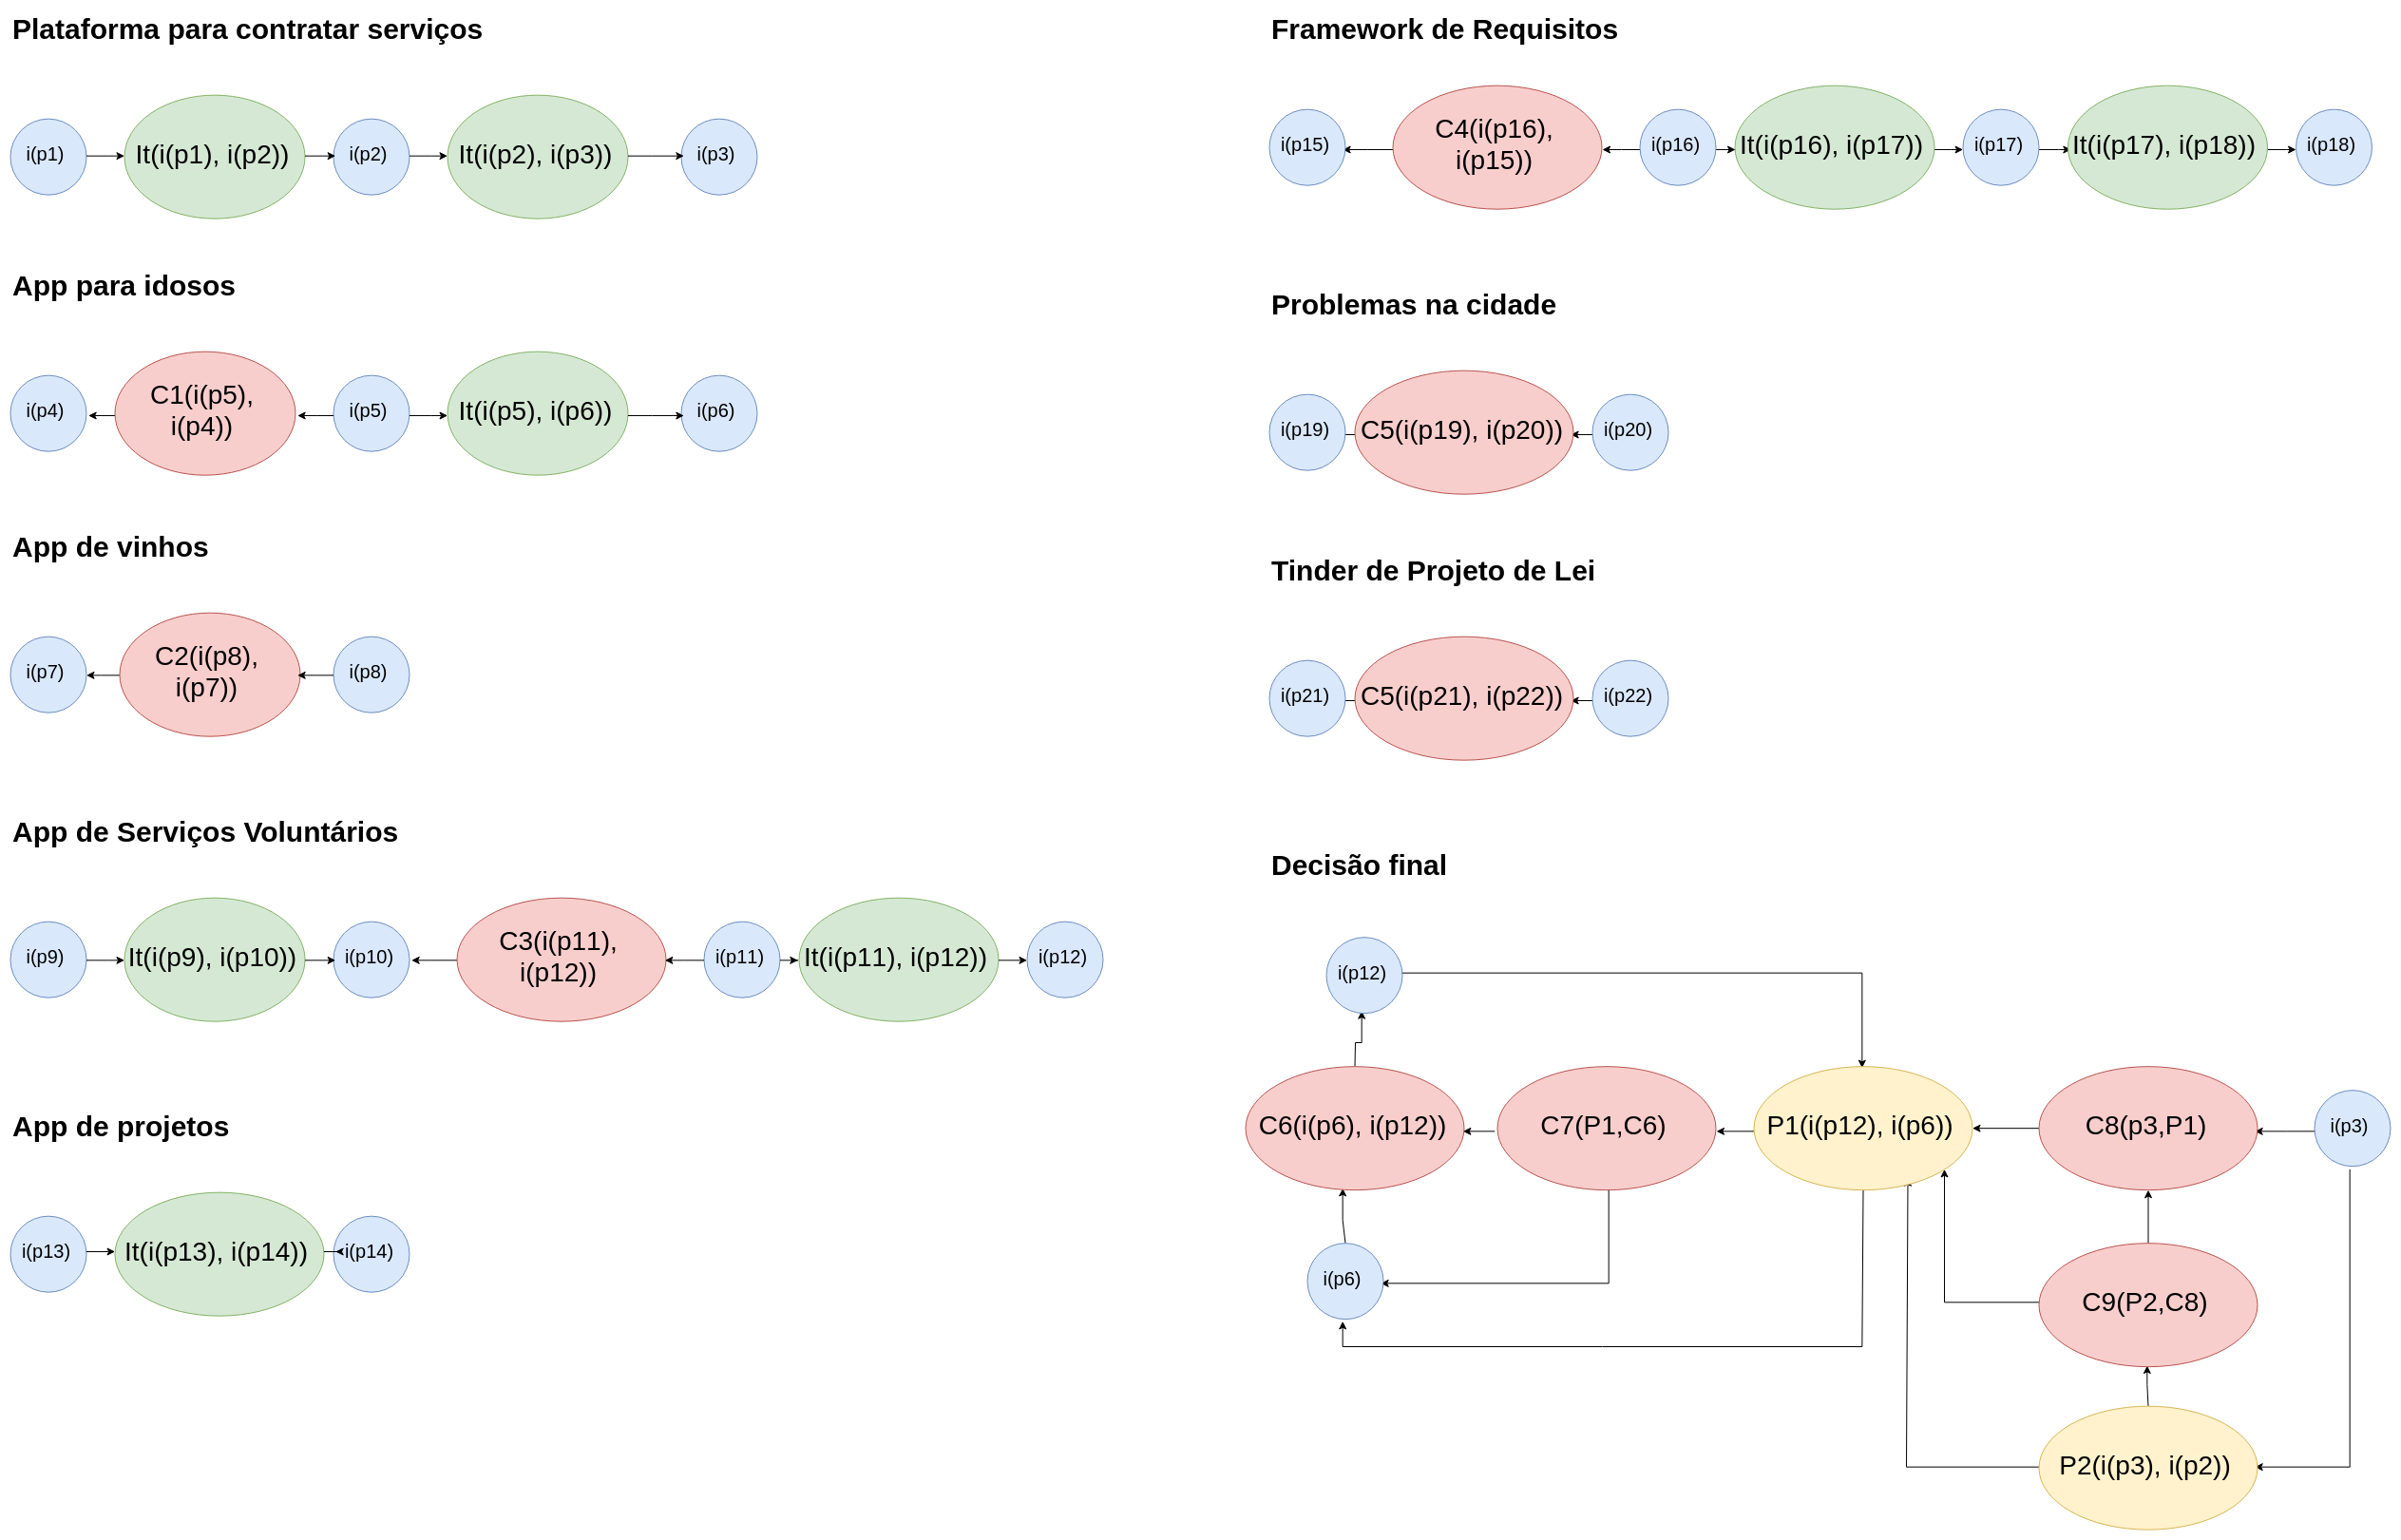 Plataforma para contratar serviços
i(p1)
It(i(p1), i(p2))
i(p2)
It(i(p2), i(p3))
i(p3)
App para idosos
i(p4)
C1(i(p5),
i(p4))
i(p5)
It(i(p5), i(p6))
i(p6)
App de vinhos
i(p7)
C2(i(p8),
i(p7))
i(p8)
App de Serviços Voluntários
i(p9)
It(i(p9), i(p10))
i(p10)
C3(i(p11),
i(p12))
i(p11)
It(i(p11), i(p12))
i(p12)
App de projetos
i(p13)
It(i(p13), i(p14))
i(p14)
Framework de Requisitos
i(p15)
C4(i(p16),
i(p15))
i(p16)
It(i(p16), i(p17))
i(p17)
It(i(p17), i(p18))
i(p18)
Problemas na cidade
i(p19)
C5(i(p19), i(p20))
i(p20)
Tinder de Projeto de Lei
i(p21)
C5(i(p21), i(p22))
i(p22)
Decisão final
i(p12)
C6(i(p6), i(p12))
C7(P1,C6)
P1(i(p12), i(p6))
C8(p3,P1)
i(p3)
i(p6)
C9(P2,C8)
P2(i(p3), i(p2))